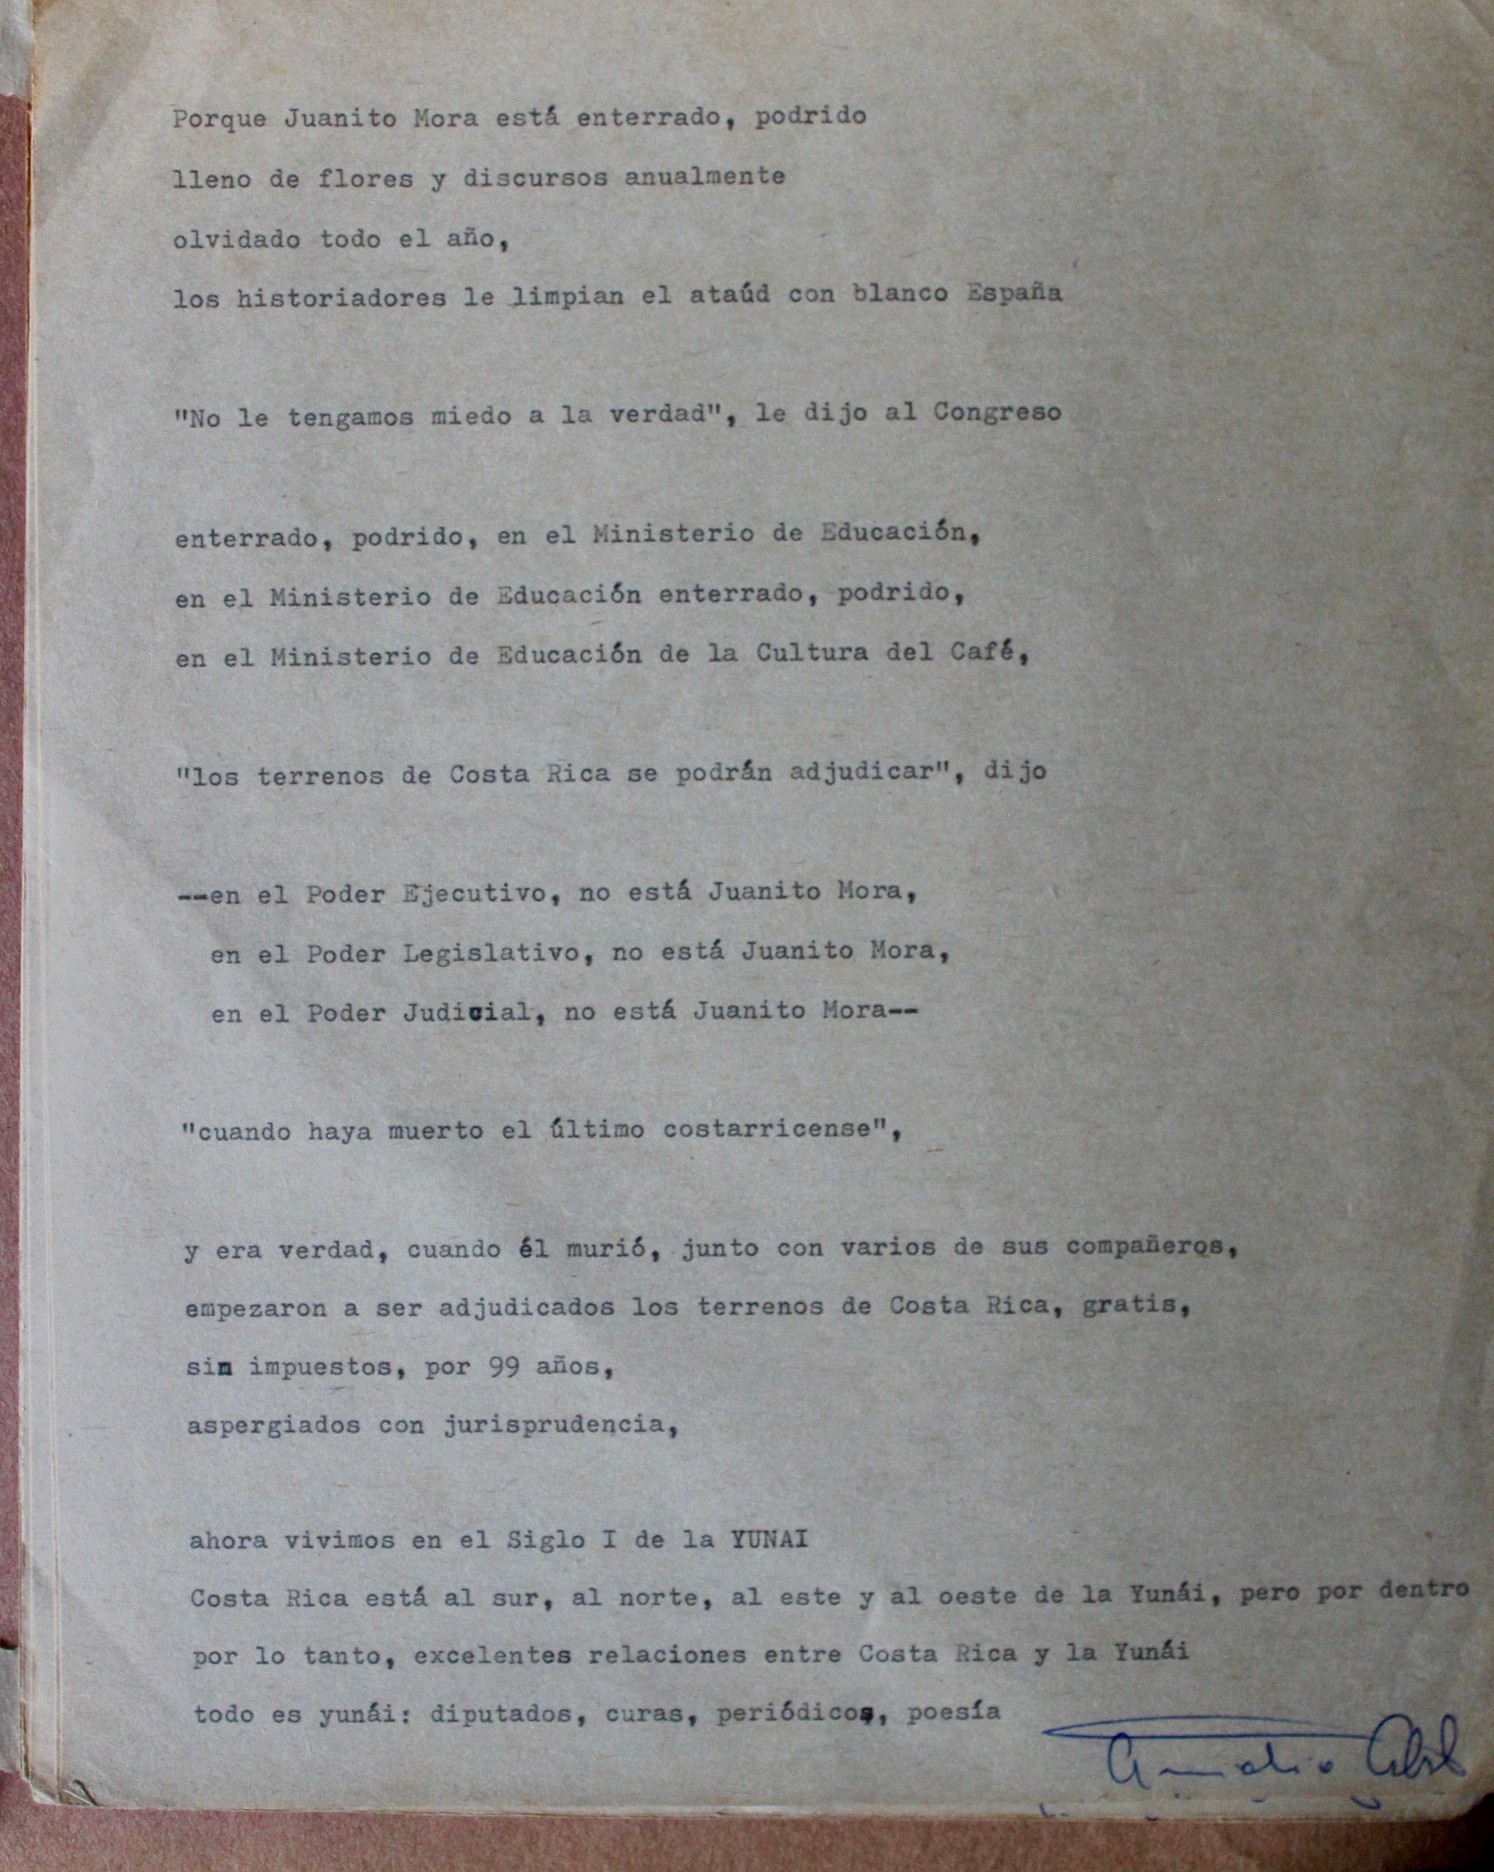 Porque Juanito Mora está enterrado, podrido
lleno de flores y discursos anualmente
olvidado todo el año,
los historiadores le limpian el ataúd con blanco España
"No le tengamos miedo a la verdad", le dijo al Congreso
enterrado, podrido, en el Ministerio de Educación,
en el Ministerio de Educación enterrado, podrido,
en el Ministerio de Educación de la Cultura del Café,
"los terrenos de Costa Rica se podrán adjudicar", dijo
--en el Poder Ejecutivo, no está Juanito Mora,
en el Poder Legislativo, no está Juanito Mora,
en el Poder Judicial, no está Juanito Mora--
"cuando haya muerto el último costarricense",
y era verdad, cuando él murió, junto con varios de sus compañeros,
empezaron a ser adjudicados los terrenos de Costa Rica, gratis,
sin impuestos, por 99 años,
aspergiados con jurisprudencia,
ahora vivimos en el Siglo I de la YUNAI
Costa Rica está al sur, al norte, al este y al oeste de la Yunái, pero por dentro
por lo tanto, excelentes relaciones entre Costa Rica y la Yunái
todo es yunái: diputados, curas, periódicos, poesía